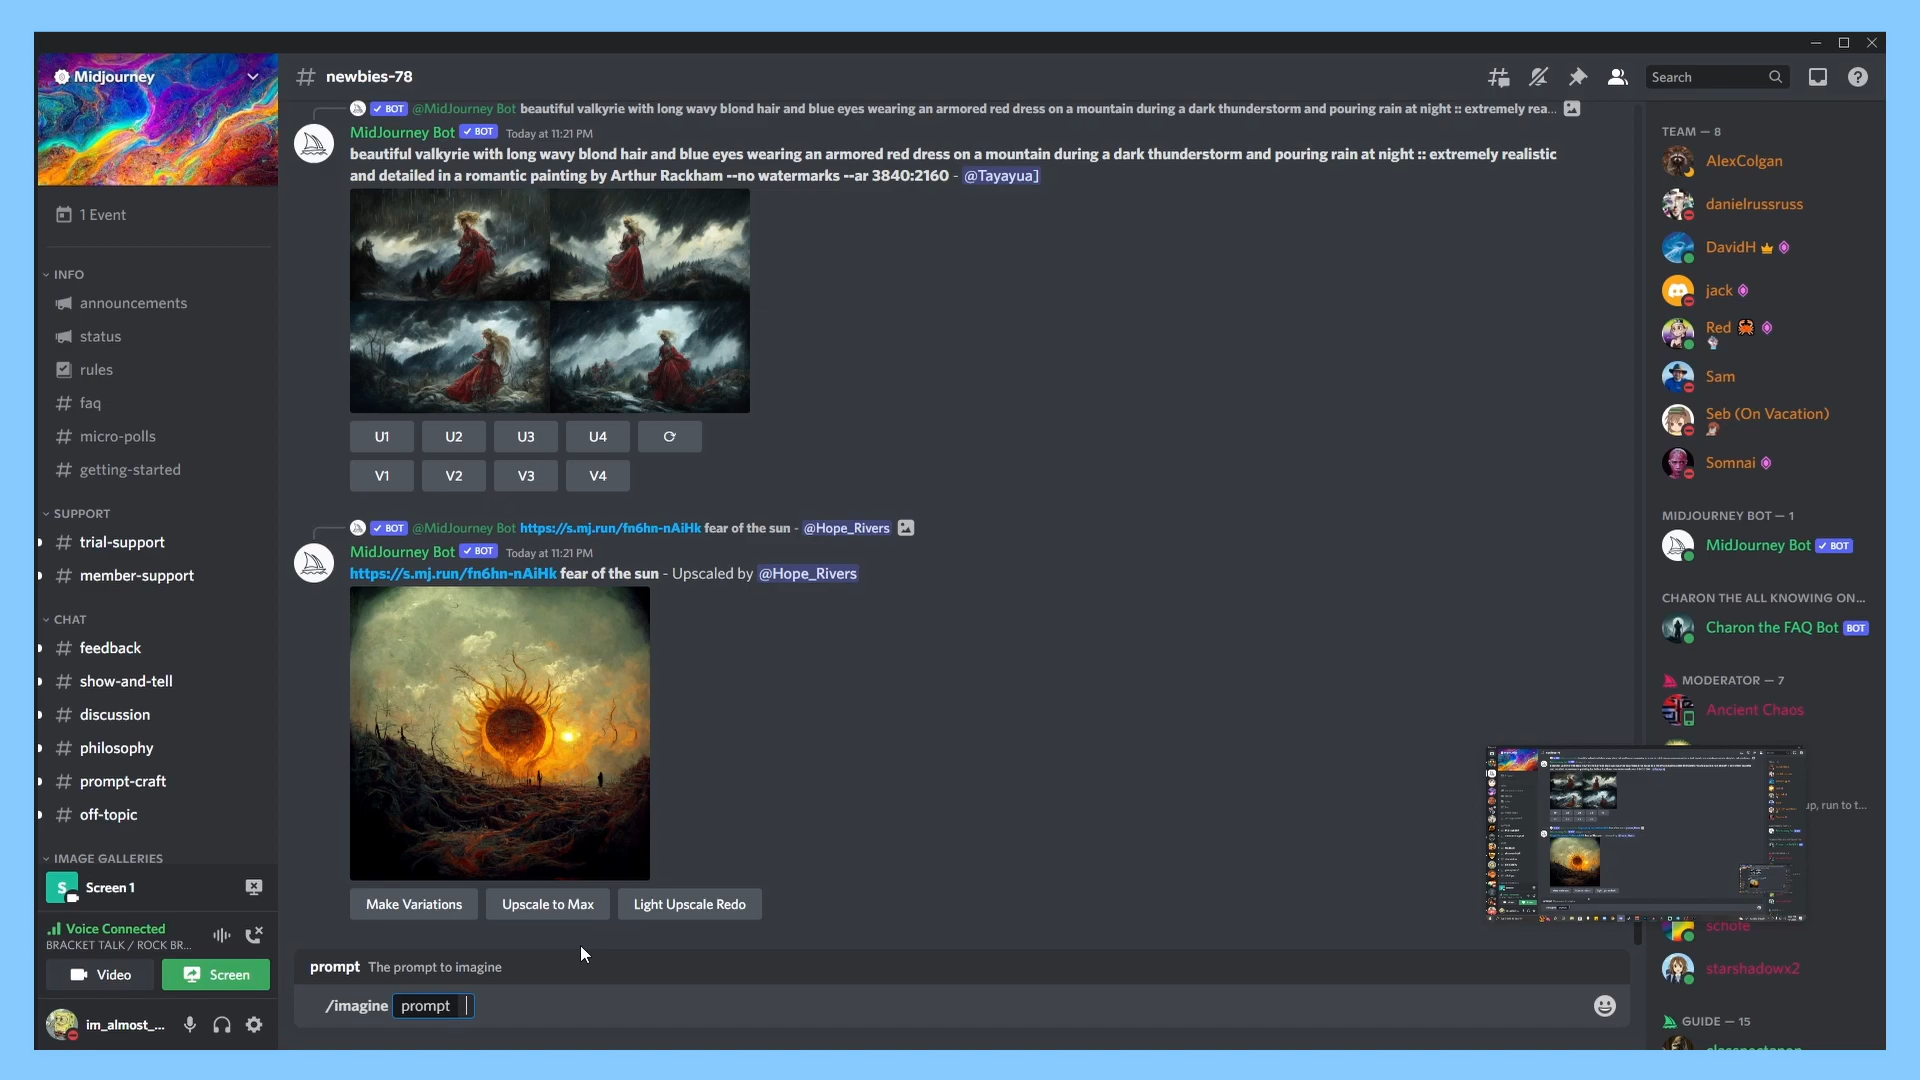 Midjourney
1 Event
INFO
announcements
status
rules
faq
micro-polls
getting-started
SUPPORT
trial-support
member-support
CHAT
feedback
show-and-tell
discussion
philosophy
prompt-craft
off-topic
IMAGE GALLERIES
S Screen 1
Voice Connected
BRACKET TALK / ROCK BR...
Video Screen
im_almost_...
newbies-78
Search
BOT @MidJourney Bot beautiful valkyrie with long wavy blond hair and blue eyes wearing an armored red dress on a mountain during a dark thunderstorm and pouring rain at night :: extremely rea...
MidJourney Bot BOT Today at 11:21 PM
beautiful valkyrie with long wavy blond hair and blue eyes wearing an armored red dress on a mountain during a dark thunderstorm and pouring rain at night :: extremely realistic
and detailed in a romantic painting by Arthur Rackham --no watermarks --ar 3840:2160 - @Tayayua]
U1 U2 U3 U4
V1 V2 V3 V4
BOT @MidJourney Bot https://s.mj.run/fn6hn-nAiHk fear of the sun - @Hope_Rivers
MidJourney Bot BOT Today at 11:21 PM
https://s.mj.run/fn6hn-nAiHk fear of the sun - Upscaled by @Hope_Rivers
Make Variations Upscale to Max Light Upscale Redo
prompt The prompt to imagine
/imagine prompt
TEAM — 8
AlexColgan
danielrussruss
DavidH
jack
Red
Sam
Seb (On Vacation)
Somnai
MIDJOURNEY BOT — 1
MidJourney Bot BOT
CHARON THE ALL KNOWING ON...
Charon the FAQ Bot BOT
MODERATOR — 7
Ancient Chaos
up, run to t...
starshadowx2
GUIDE — 15